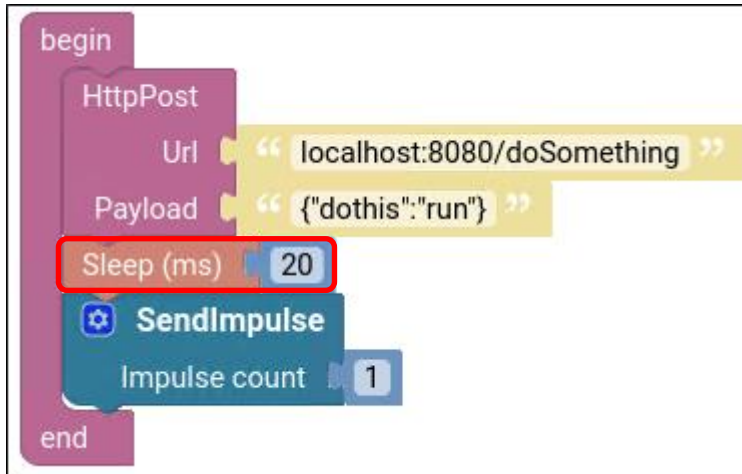 begin
HttpPost
Url “ localhost:8080/doSomething ”
Payload “ {"dothis":"run"} ”
Sleep (ms) 20
SendImpulse
Impulse count 1
end